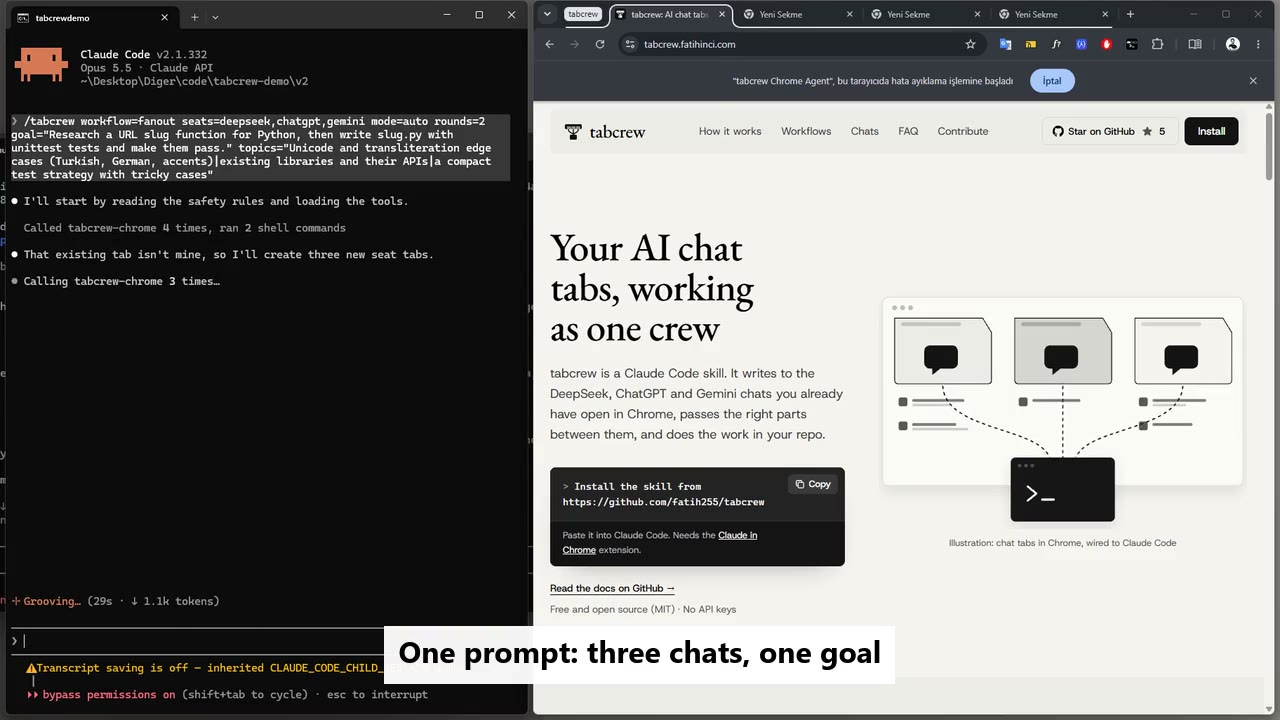 tabcrewdemo
Claude Code v2.1.332
Opus 5.5 · Claude API
~\Desktop\Diger\code\tabcrew-demo\v2
❯ /tabcrew workflow=fanout seats=deepseek,chatgpt,gemini mode=auto rounds=2
goal="Research a URL slug function for Python, then write slug.py with
unittest tests and make them pass." topics="Unicode and transliteration edge
cases (Turkish, German, accents)|existing libraries and their APIs|a compact
test strategy with tricky cases"
● I'll start by reading the safety rules and loading the tools.
Called tabcrew-chrome 4 times, ran 2 shell commands
● That existing tab isn't mine, so I'll create three new seat tabs.
● Calling tabcrew-chrome 3 times…
Grooving… (29s · ↓ 1.1k tokens)
❯
⚠Transcript saving is off — inherited CLAUDE_CODE_CHILD_
bypass permissions on (shift+tab to cycle) · esc to interrupt
tabcrew
tabcrew: AI chat tabs
Yeni Sekme
Yeni Sekme
Yeni Sekme
tabcrew.fatihinci.com
"tabcrew Chrome Agent", bu tarayıcıda hata ayıklama işlemine başladı
İptal
tabcrew
How it works
Workflows
Chats
FAQ
Contribute
Star on GitHub ★ 5
Install
Your AI chat
tabs, working
as one crew
tabcrew is a Claude Code skill. It writes to the
DeepSeek, ChatGPT and Gemini chats you already
have open in Chrome, passes the right parts
between them, and does the work in your repo.
> Install the skill from
https://github.com/fatih255/tabcrew
Copy
Paste it into Claude Code. Needs the Claude in
Chrome extension.
Read the docs on GitHub →
Free and open source (MIT) · No API keys
Illustration: chat tabs in Chrome, wired to Claude Code
One prompt: three chats, one goal